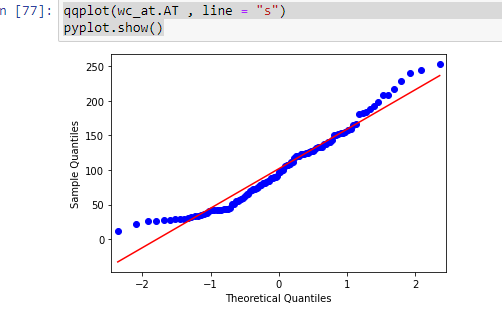 n [77]: qqplot(wc_at.AT , line = "s")
pyplot.show()
250
200
150
100
50
0
Sample Quantiles
−2 −1 0 1 2
Theoretical Quantiles